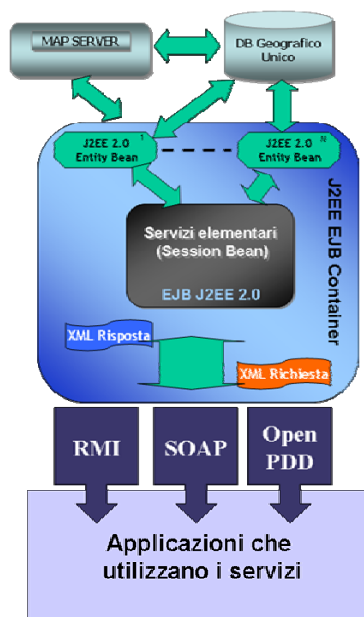 MAP SERVER
DB Geografico
Unico
J2EE 2.0 1
Entity Bean
J2EE 2.0 N
Entity Bean
Servizi elementari
(Session Bean)
EJB J2EE 2.0
J2EE EJB Container
XML Risposta
XML Richiesta
RMI
SOAP
Open
PDD
Applicazioni che
utilizzano i servizi